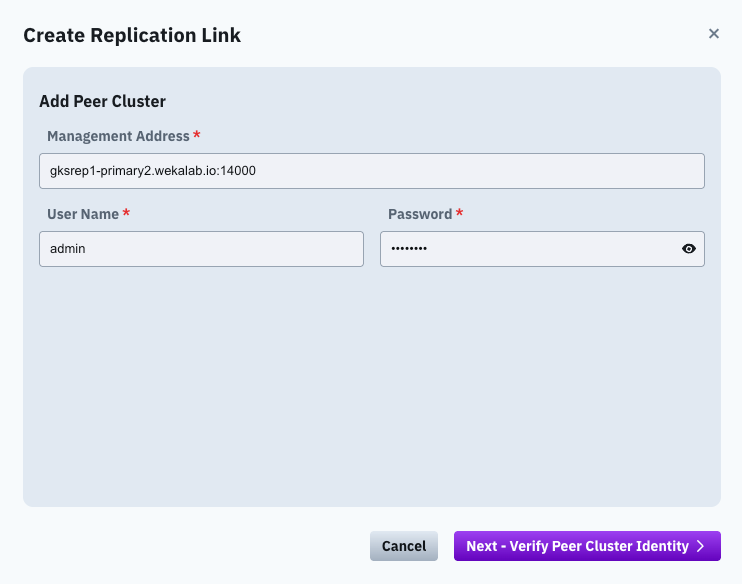 Create Replication Link
Add Peer Cluster
Management Address *
gksrep1-primary2.wekalab.io:14000
User Name *
Password *
admin
••••••••
Cancel
Next - Verify Peer Cluster Identity